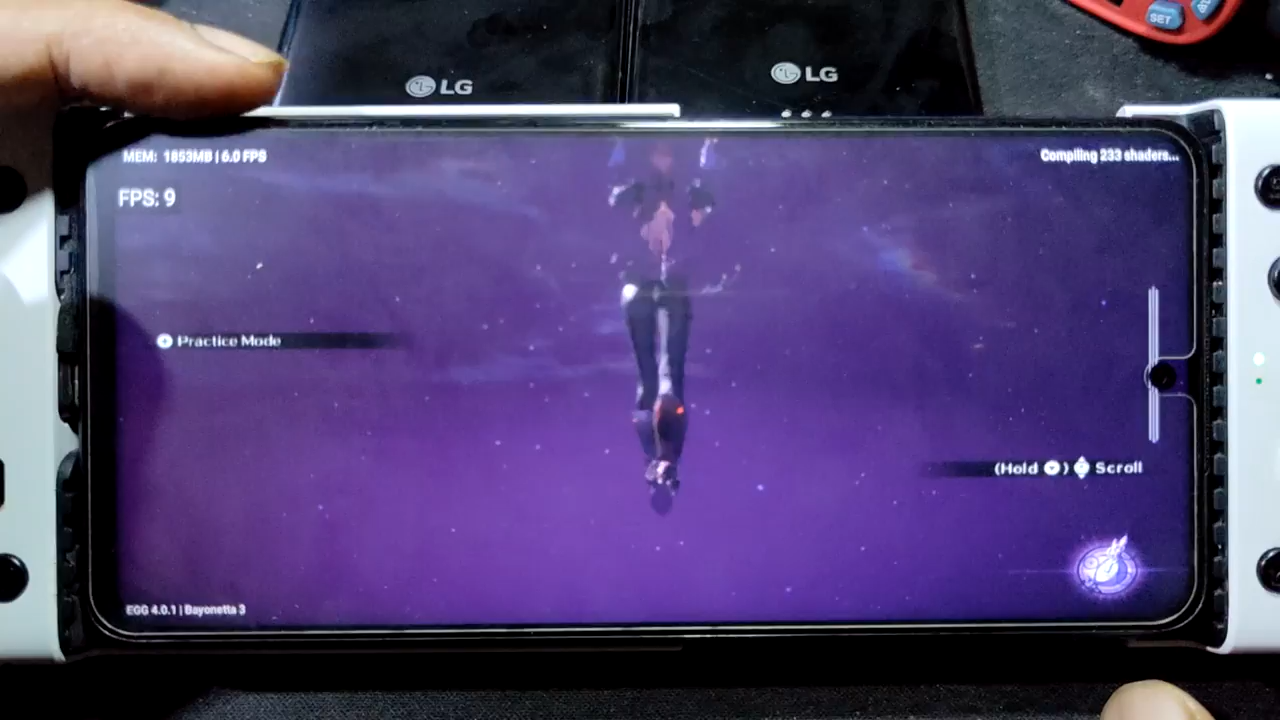 SET
LG
LG
MEM: 1853MB | 6.0 FPS
Compiling 233 shaders...
FPS: 9
Practice Mode
(Hold ) Scroll
EGG 4.0.1 | Bayonetta 3